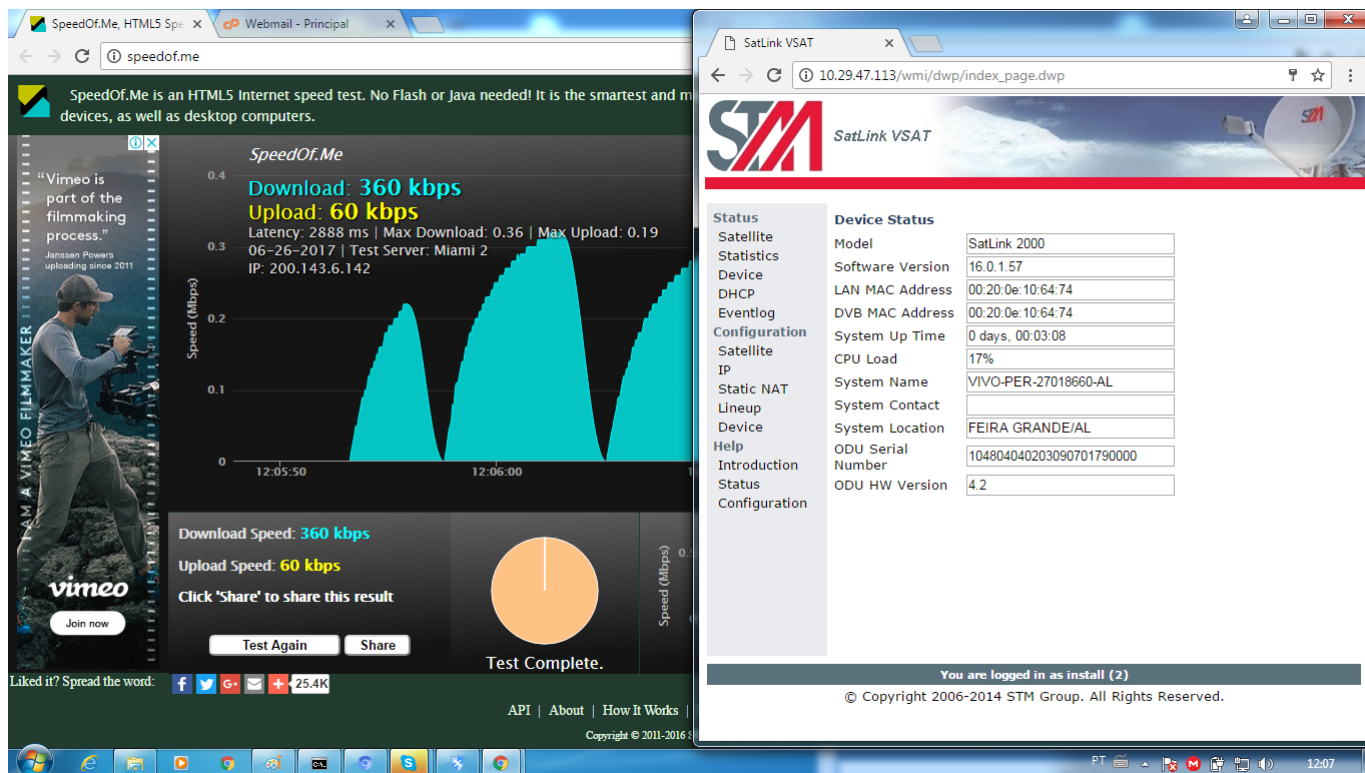 SpeedOf.Me, HTML5 Spe
Webmail - Principal
speedof.me
SpeedOf.Me is an HTML5 Internet speed test. No Flash or Java needed! It is the smartest and m
devices, as well as desktop computers.
"Vimeo is
part of the
filmmaking
process."
Janssen Powers
uploading since 2011
I AM A VIMEO FILMMAKER
vimeo
Join now
SpeedOf.Me
Download: 360 kbps
Upload: 60 kbps
Latency: 2888 ms | Max Download: 0.36 | Max Upload: 0.19
06-26-2017 | Test Server: Miami 2
IP: 200.143.6.142
Speed (Mbps)
0.4
0.3
0.2
0.1
0
12:05:50
12:06:00
1
Download Speed: 360 kbps
Upload Speed: 60 kbps
Click 'Share' to share this result
Test Again
Share
Test Complete.
Speed (Mbps)
0.
Liked it? Spread the word:
f
G+
25.4K
API | About | How It Works |
Copyright © 2011-2016 S
SatLink VSAT
10.29.47.113/wmi/dwp/index_page.dwp
STM
SatLink VSAT
STM
Status
Satellite
Statistics
Device
DHCP
Eventlog
Configuration
Satellite
IP
Static NAT
Lineup
Device
Help
Introduction
Status
Configuration
Device Status
Model SatLink 2000
Software Version 16.0.1.57
LAN MAC Address 00:20:0e:10:64:74
DVB MAC Address 00:20:0e:10:64:74
System Up Time 0 days, 00:03:08
CPU Load 17%
System Name VIVO-PER-27018660-AL
System Contact
System Location FEIRA GRANDE/AL
ODU Serial
Number 104804040203090701790000
ODU HW Version 4.2
You are logged in as install (2)
© Copyright 2006-2014 STM Group. All Rights Reserved.
PT
12:07